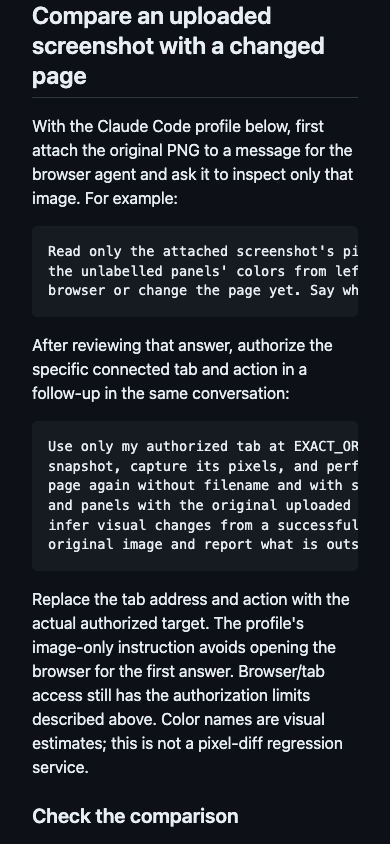 Compare an uploaded
screenshot with a changed
page
With the Claude Code profile below, first
attach the original PNG to a message for the
browser agent and ask it to inspect only that
image. For example:
Read only the attached screenshot's pi
the unlabelled panels' colors from lef
browser or change the page yet. Say wh
After reviewing that answer, authorize the
specific connected tab and action in a
follow-up in the same conversation:
Use only my authorized tab at EXACT_OR
snapshot, capture its pixels, and perf
page again without filename and with s
and panels with the original uploaded
infer visual changes from a successful
original image and report what is outs
Replace the tab address and action with the
actual authorized target. The profile's
image-only instruction avoids opening the
browser for the first answer. Browser/tab
access still has the authorization limits
described above. Color names are visual
estimates; this is not a pixel-diff regression
service.
Check the comparison